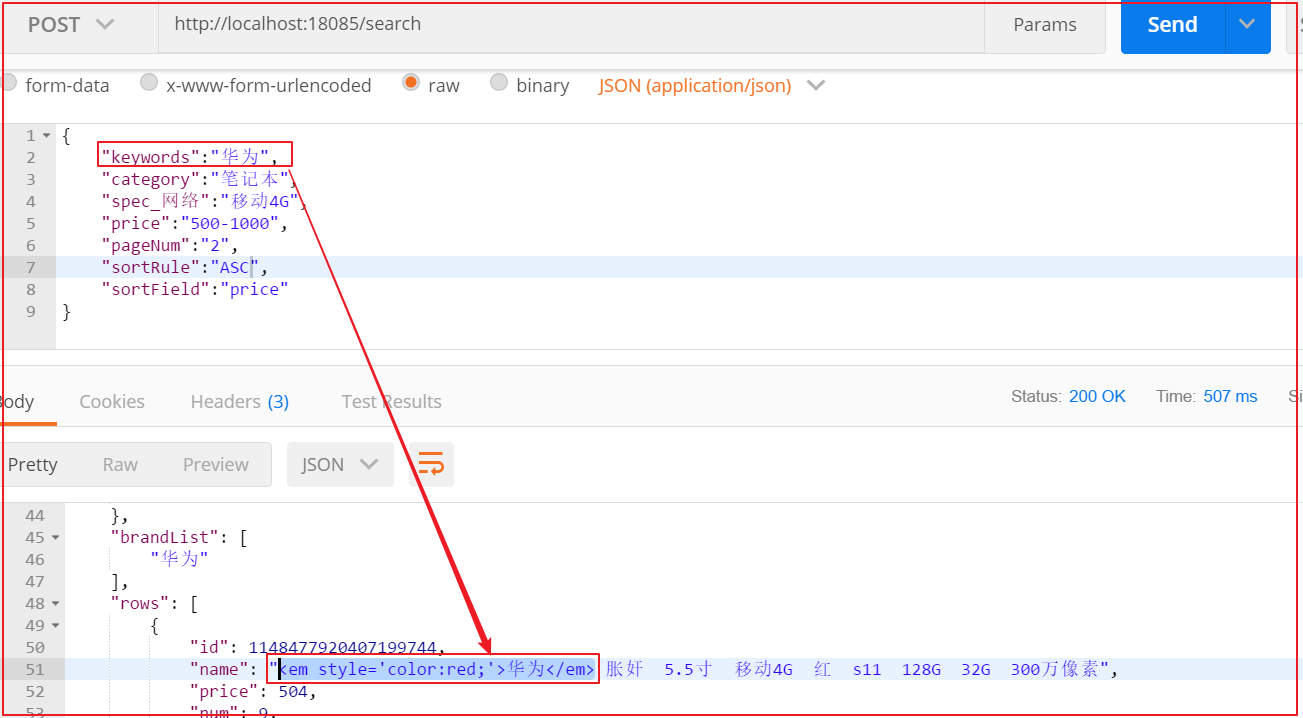 POST http://localhost:18085/search Params Send
form-data x-www-form-urlencoded raw binary JSON (application/json)
1 {
2 "keywords":"华为",
3 "category":"笔记本",
4 "spec_网络":"移动4G",
5 "price":"500-1000",
6 "pageNum":"2",
7 "sortRule":"ASC",
8 "sortField":"price"
9 }
Body Cookies Headers (3) Test Results Status: 200 OK Time: 507 ms Si
Pretty Raw Preview JSON
44 },
45 "brandList": [
46 "华为"
47 ],
48 "rows": [
49 {
50 "id": 1148477920407199744,
51 "name": "<em style='color:red;'>华为</em> 胀奸 5.5寸 移动4G 红 s11 128G 32G 300万像素",
52 "price": 504,
53 "num": 9,